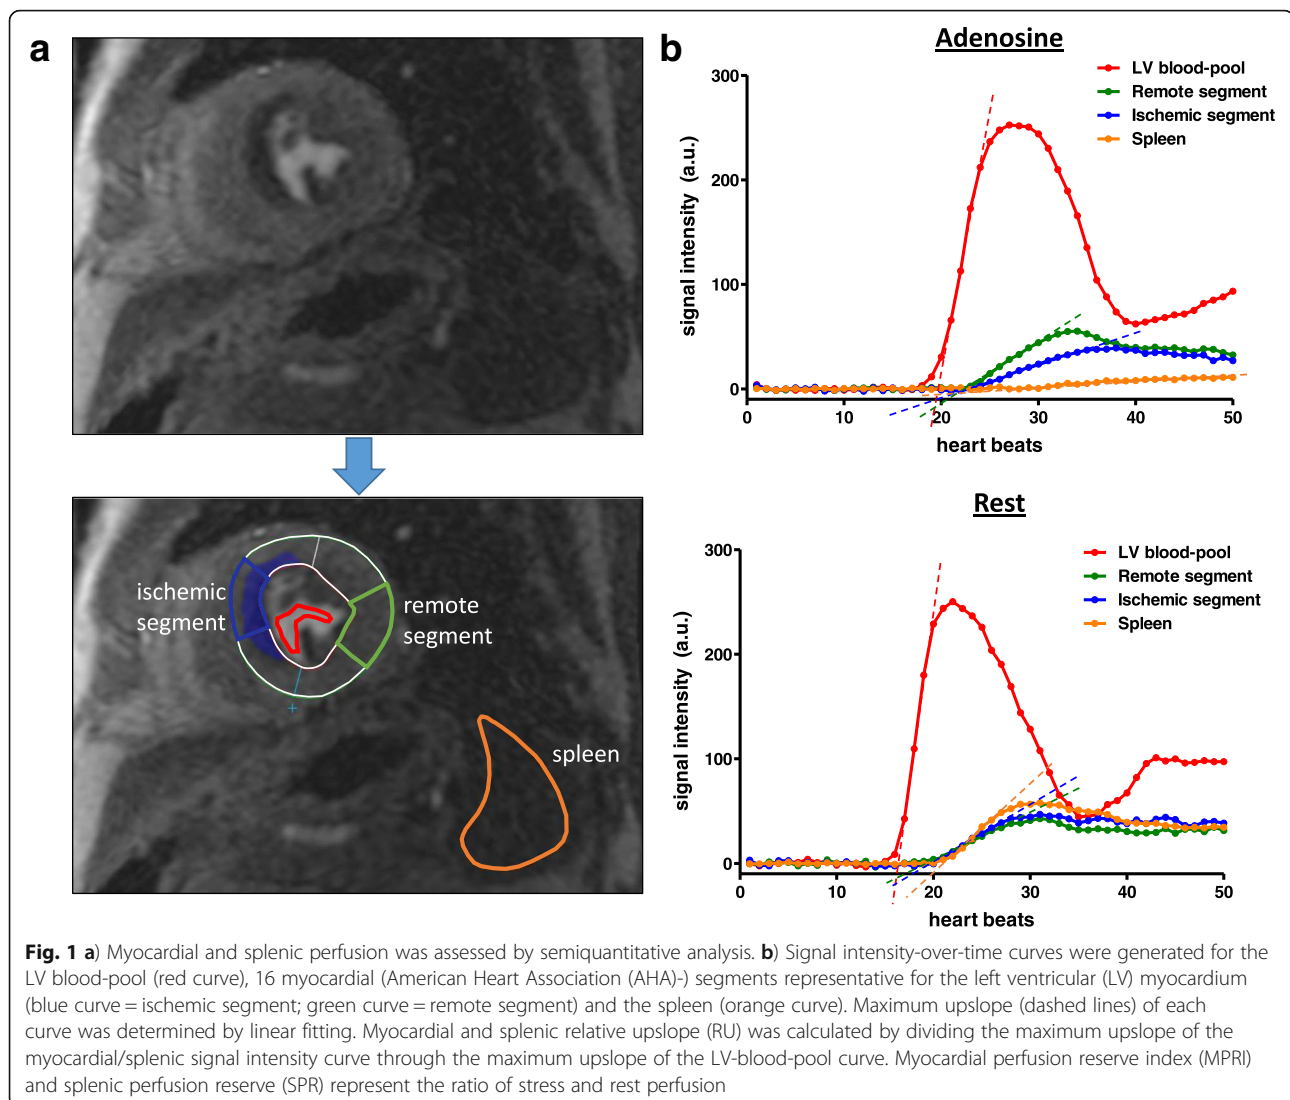 a
ischemic
segment
remote
segment
spleen
b
Adenosine
LV blood-pool
Remote segment
Ischemic segment
Spleen
signal intensity (a.u.)
300
200
100
0
0 10 20 30 40 50
heart beats
Rest
LV blood-pool
Remote segment
Ischemic segment
Spleen
signal intensity (a.u.)
300
200
100
0
0 10 20 30 40 50
heart beats
Fig. 1 a) Myocardial and splenic perfusion was assessed by semiquantitative analysis. b) Signal intensity-over-time curves were generated for the
LV blood-pool (red curve), 16 myocardial (American Heart Association (AHA)-) segments representative for the left ventricular (LV) myocardium
(blue curve = ischemic segment; green curve = remote segment) and the spleen (orange curve). Maximum upslope (dashed lines) of each
curve was determined by linear fitting. Myocardial and splenic relative upslope (RU) was calculated by dividing the maximum upslope of the
myocardial/splenic signal intensity curve through the maximum upslope of the LV-blood-pool curve. Myocardial perfusion reserve index (MPRI)
and splenic perfusion reserve (SPR) represent the ratio of stress and rest perfusion